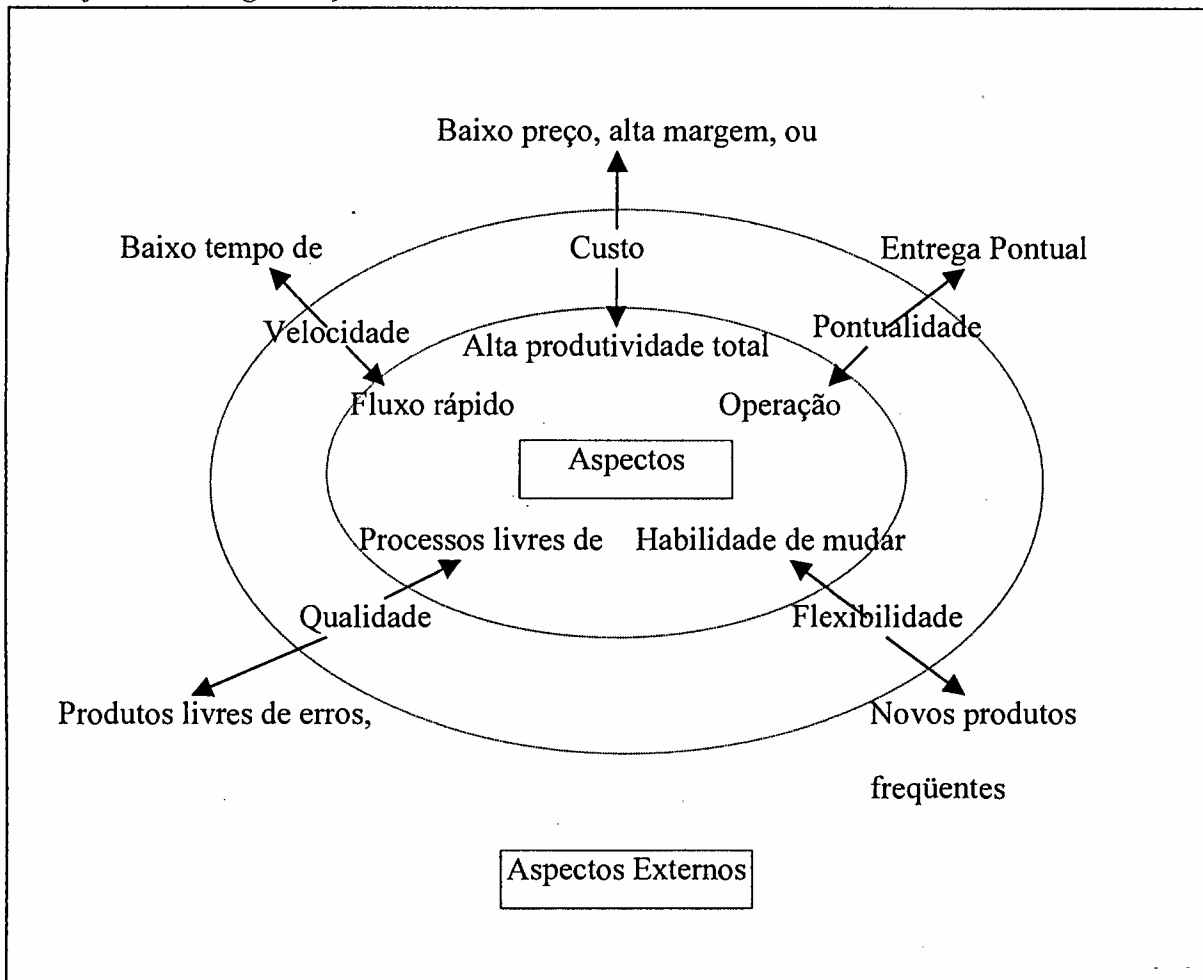 Baixo preço, alta margem, ou
Baixo tempo de
Custo
Entrega Pontual
Velocidade
Pontualidade
Alta produtividade total
Fluxo rápido
Operação
Aspectos
Processos livres de
Habilidade de mudar
Qualidade
Flexibilidade
Produtos livres de erros,
Novos produtos
freqüentes
Aspectos Externos